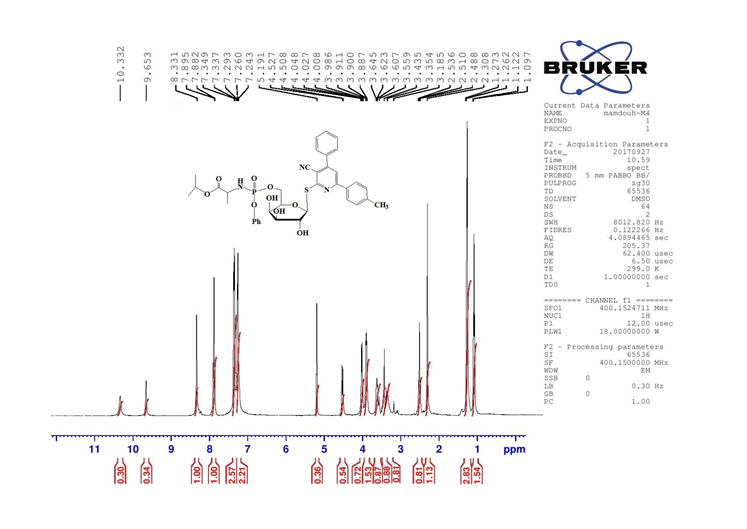 10.332
9.653
8.331
7.895
7.882
7.349
7.337
7.293
7.260
7.243
5.191
4.527
4.508
4.048
4.027
4.008
3.986
3.911
3.900
3.887
3.645
3.623
3.607
3.559
3.435
3.354
3.185
2.536
2.510
2.488
2.308
1.273
1.262
1.122
1.097
BRUKER
Current Data Parameters
NAME mamdouh-M4
EXPNO 1
PROCNO 1
F2 - Acquisition Parameters
Date_ 20170927
Time 10.59
INSTRUM spect
PROBHD 5 mm PABBO BB/
PULPROG zg30
TD 65536
SOLVENT DMSO
NS 64
DS 2
SWH 8012.820 Hz
FIDRES 0.122266 Hz
AQ 4.0894465 sec
RG 205.37
DW 62.400 usec
DE 6.50 usec
TE 299.0 K
D1 1.00000000 sec
TD0 1
======== CHANNEL f1 ========
SFO1 400.1524711 MHz
NUC1 1H
P1 12.00 usec
PLW1 18.00000000 W
F2 - Processing parameters
SI 65536
SF 400.1500000 MHz
WDW EM
SSB 0
LB 0.30 Hz
GB 0
PC 1.00
NC
N
S
CH3
O
O
H
N
O
P
O
O
Ph
OH
OH
O
OH
11 10 9 8 7 6 5 4 3 2 1 ppm
0.30
0.34
1.00
1.00
2.57
2.21
0.36
0.54
0.72
1.53
0.87
0.88
0.81
0.81
1.13
2.83
1.54